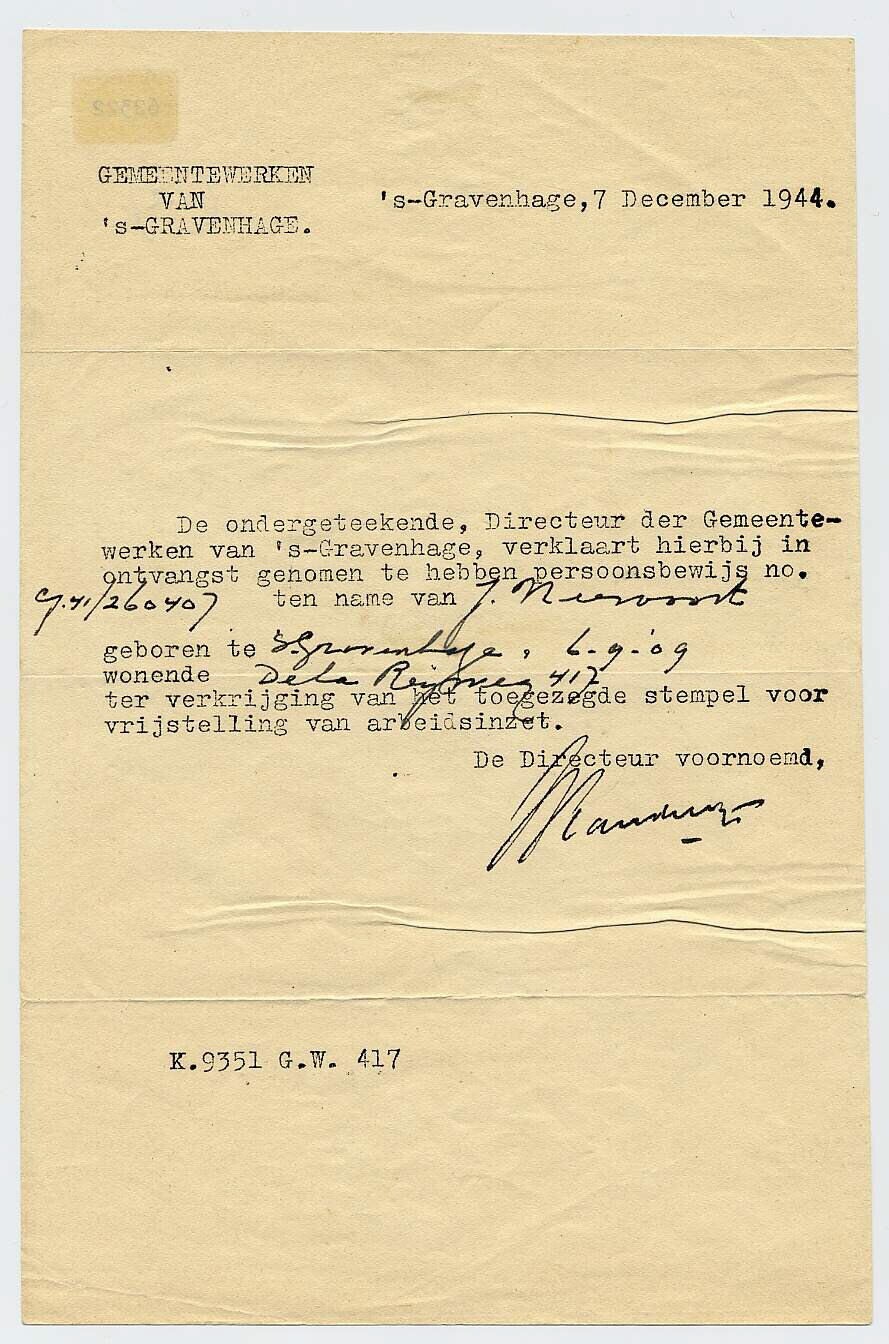 63322
GEMEENTEWERKEN
VAN
's-GRAVENHAGE.
's-Gravenhage,7 December 1944.
De ondergeteekende, Directeur der Gemeente-
werken van 's-Gravenhage, verklaart hierbij in
ontvangst genomen te hebben persoonsbewijs no.
/260407 ten name van J.
geboren te 's-Gravenhage, 6-9-'09
wonende De la Reyweg 417
ter verkrijging van het toegezegde stempel voor
vrijstelling van arbeidsinzet.
De Directeur voornoemd,
K.9351 G.W. 417